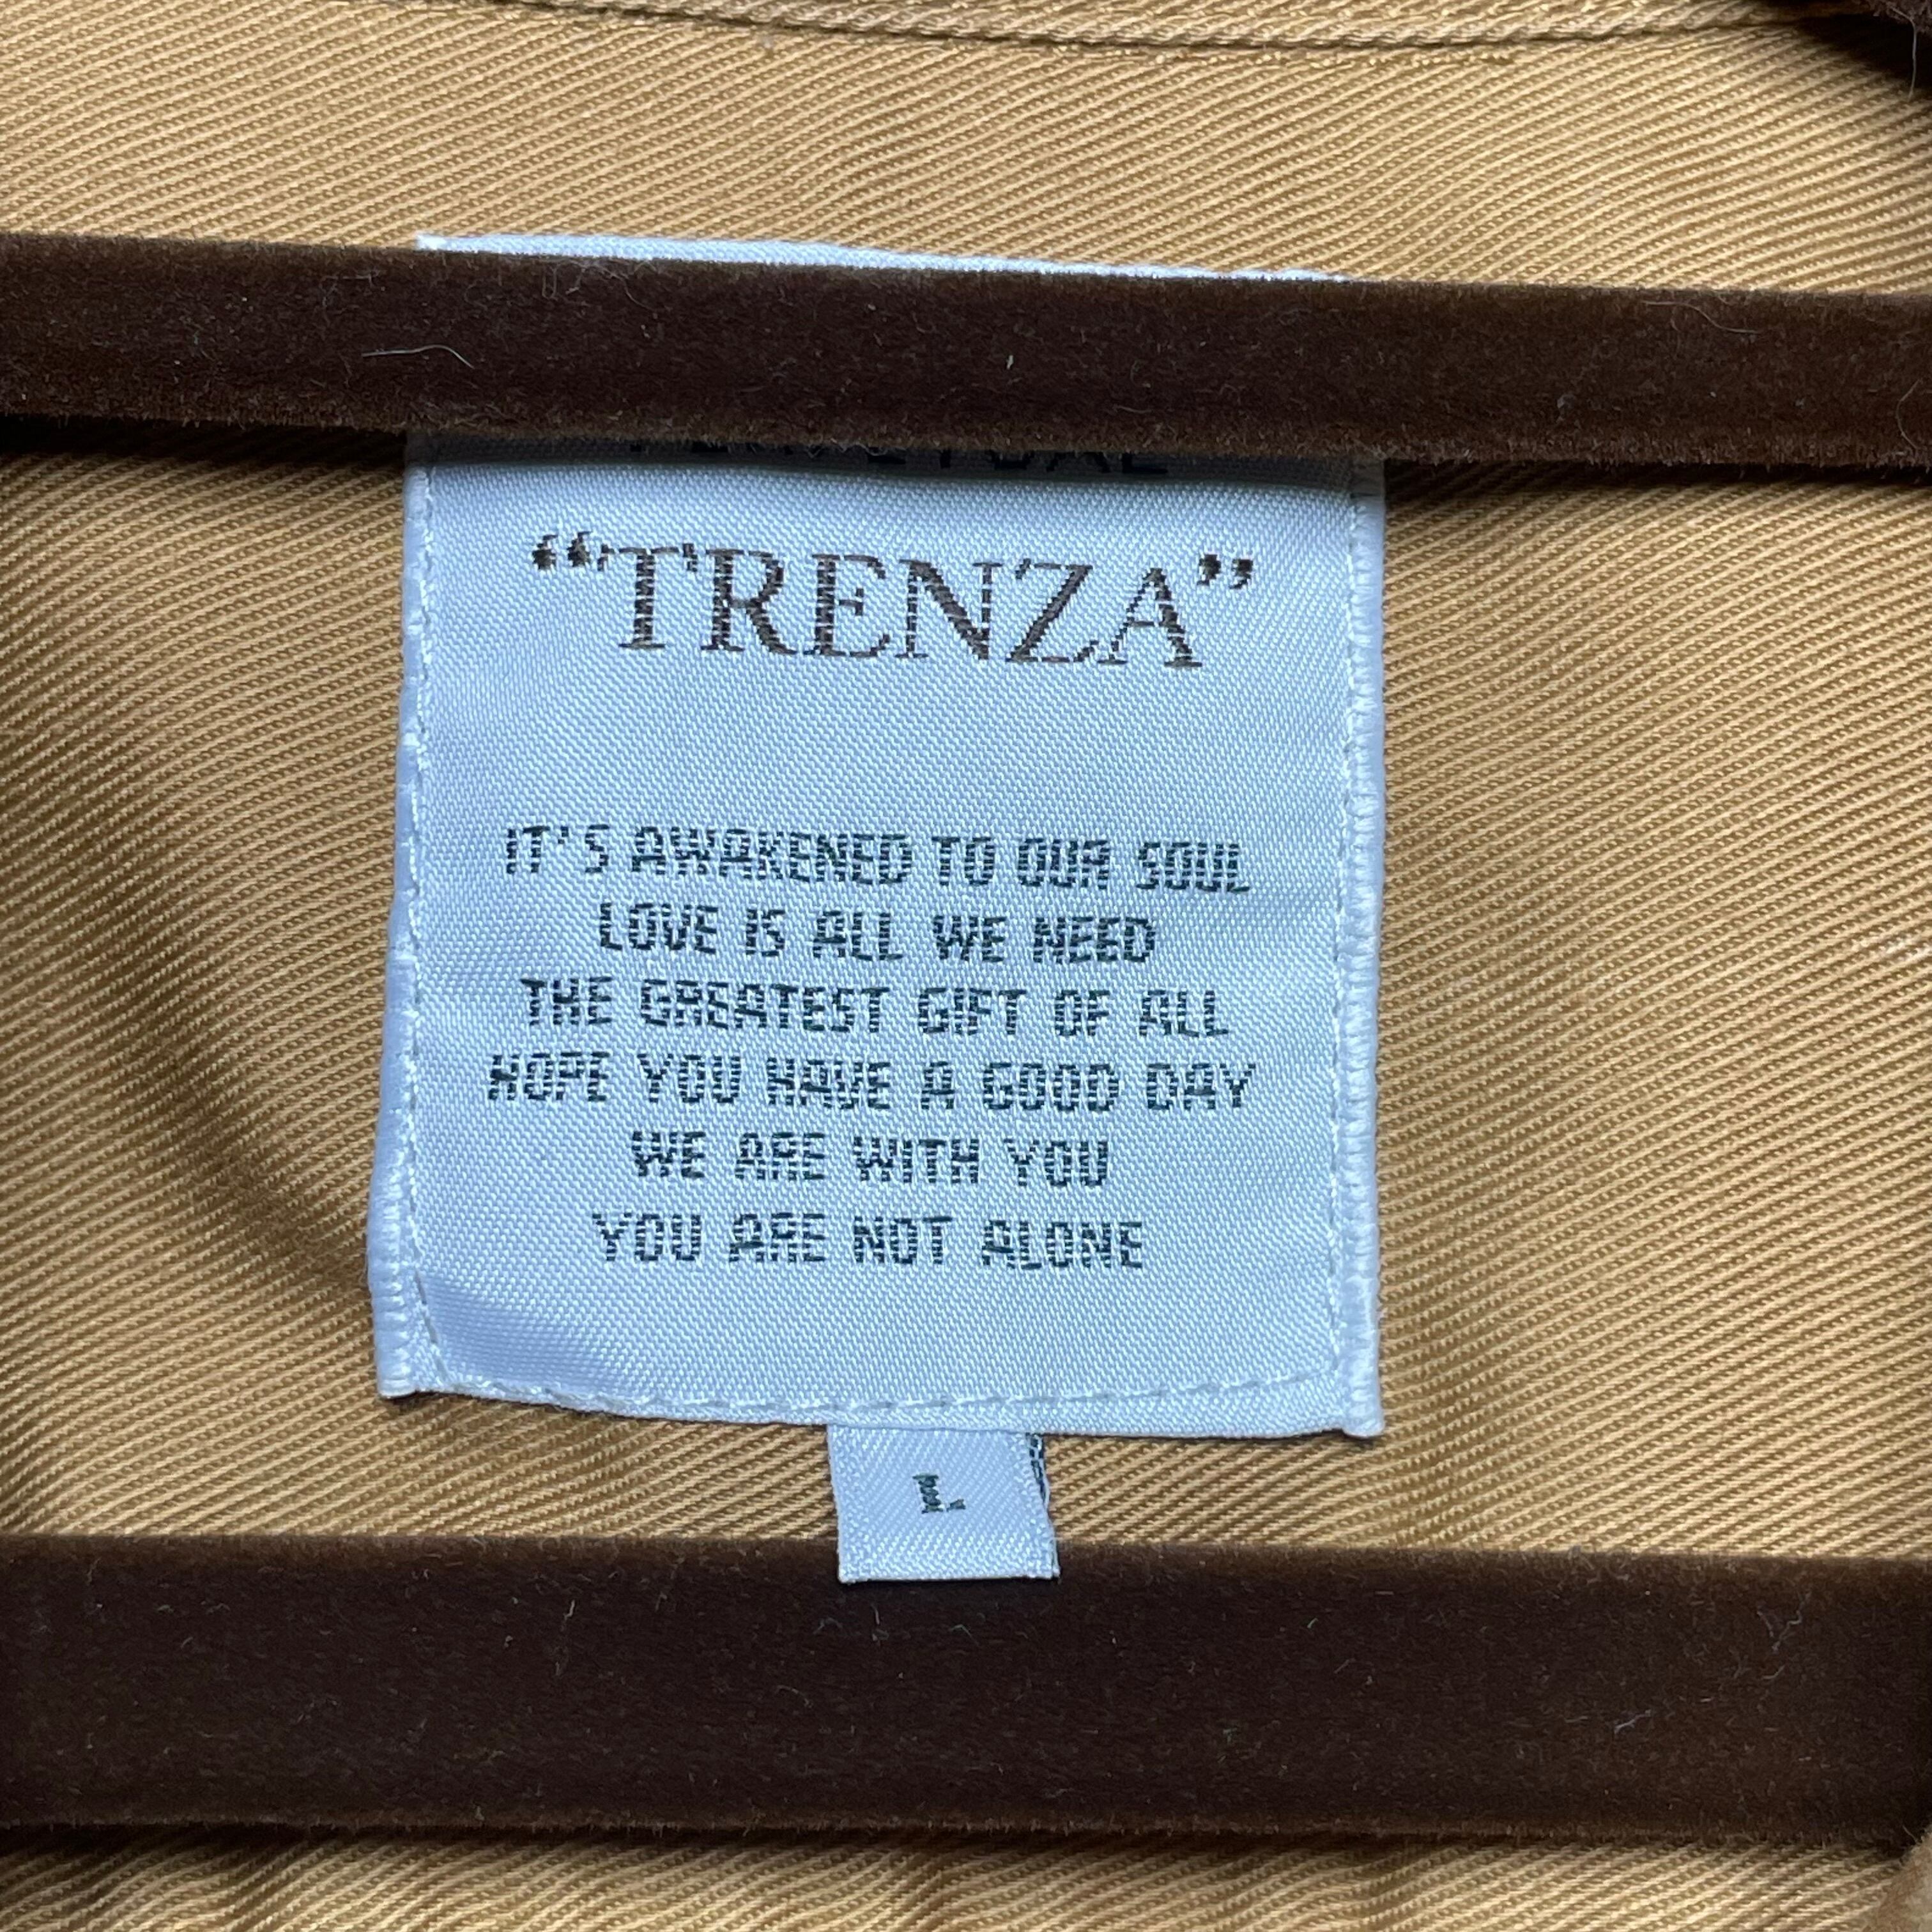 “TRENZA”
IT'S AWAKENED TO OUR SOUL
LOVE IS ALL WE NEED
THE GREATEST GIFT OF ALL
HOPE YOU HAVE A GOOD DAY
WE ARE WITH YOU
YOU ARE NOT ALONE
L